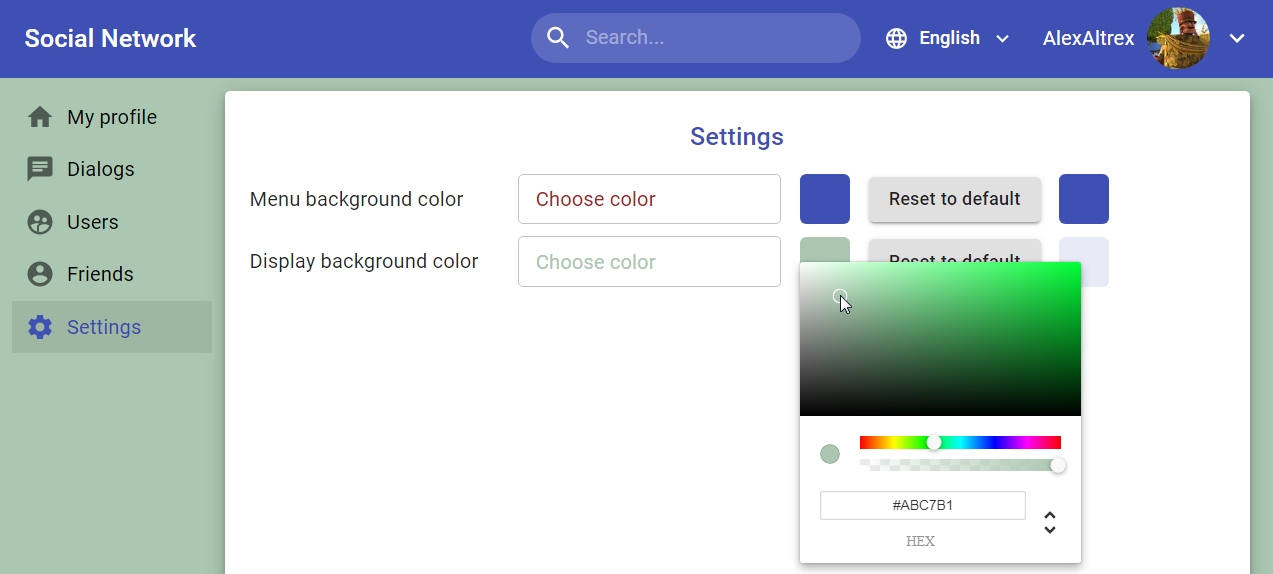 Social Network
Search...
English
AlexAltrex
My profile
Dialogs
Users
Friends
Settings
Settings
Menu background color
Choose color
Reset to default
Display background color
Choose color
Reset to default
#ABC7B1
HEX